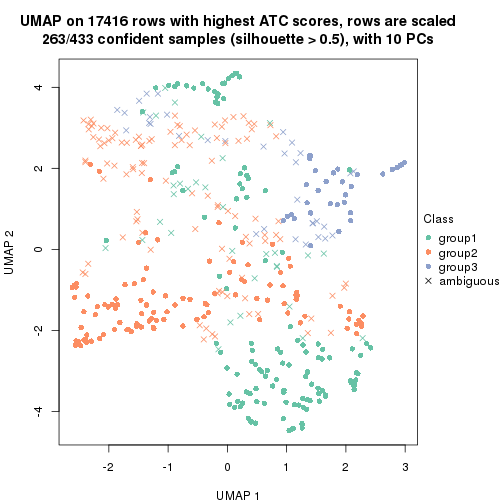 UMAP on 17416 rows with highest ATC scores, rows are scaled
263/433 confident samples (silhouette > 0.5), with 10 PCs
4
2
0
-2
-4
UMAP 2
-2
-1
0
1
2
3
UMAP 1
Class
group1
group2
group3
ambiguous